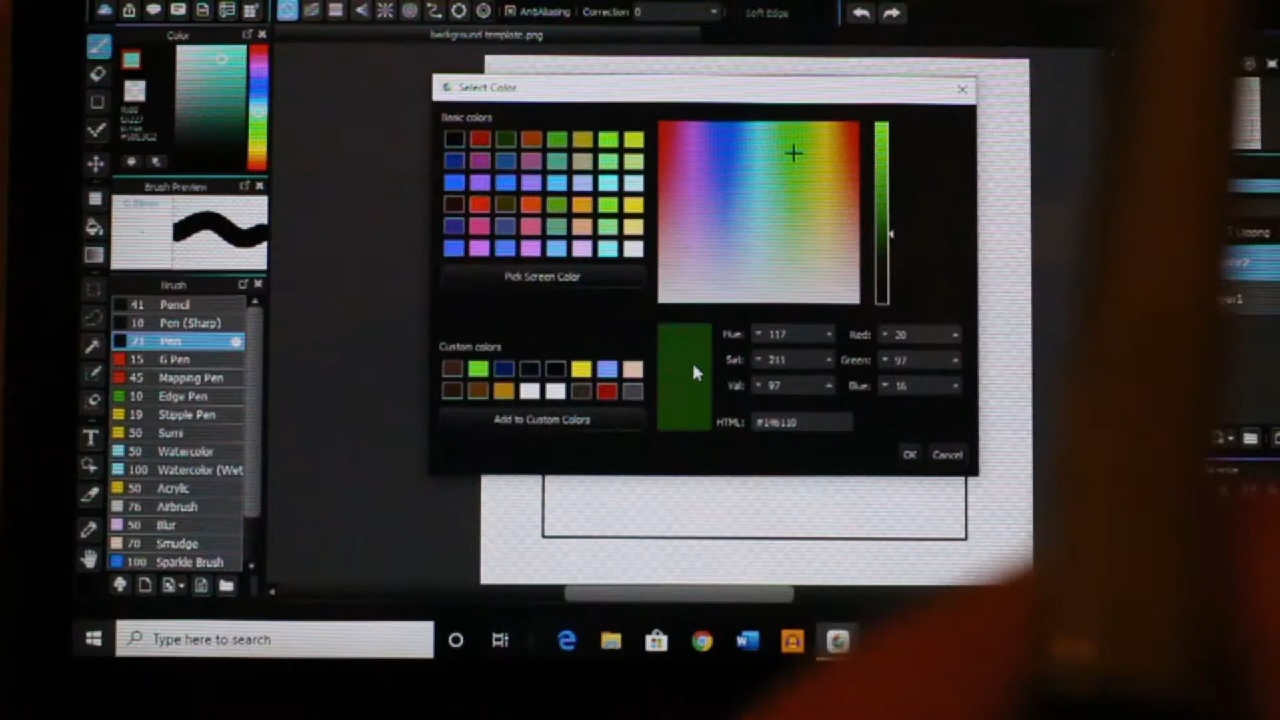 AntiAliasing Correction 0 Soft Edge
Color
background template.png
Select Color
Basic colors
Pick Screen Color
Custom colors
Add to Custom Colors
Hue: 117 Red: 20
Sat: 211 Green: 97
Val: 97 Blue: 16
HTML: #146110
OK Cancel
Brush Preview
Brush
41 Pencil
10 Pen (Sharp)
Pen
15 G Pen
45 Mapping Pen
10 Edge Pen
19 Stipple Pen
50 Sumi
50 Watercolor
100 Watercolor (Wet
50 Acrylic
76 Airbrush
50 Blur
70 Smudge
100 Sparkle Brush
Type here to search